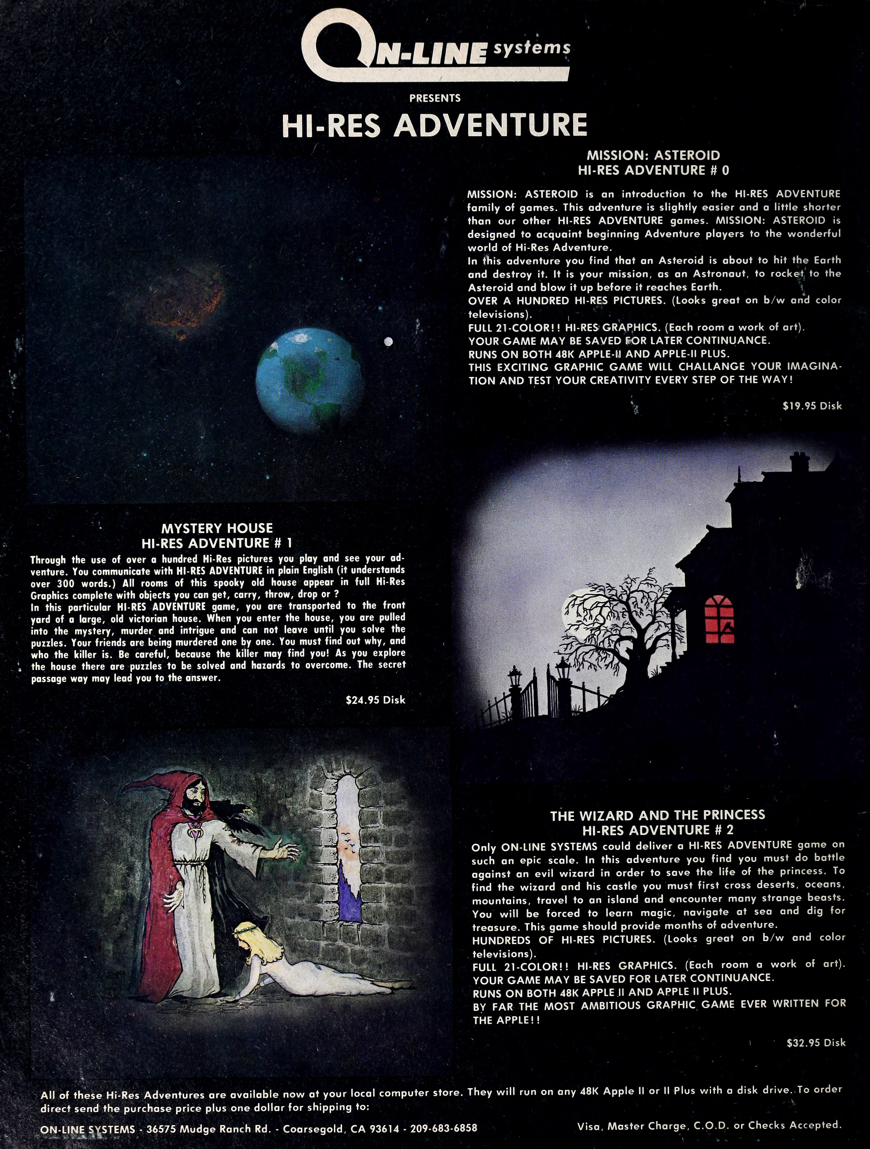 ON-LINE systems
PRESENTS
HI-RES ADVENTURE
MISSION: ASTEROID
HI-RES ADVENTURE # 0
MISSION: ASTEROID is an introduction to the HI-RES ADVENTURE
family of games. This adventure is slightly easier and a little shorter
than our other HI-RES ADVENTURE games. MISSION: ASTEROID is
designed to acquaint beginning Adventure players to the wonderful
world of Hi-Res Adventure.
In this adventure you find that an Asteroid is about to hit the Earth
and destroy it. It is your mission, as an Astronaut, to rocket to the
Asteroid and blow it up before it reaches Earth.
OVER A HUNDRED HI-RES PICTURES. (Looks great on b/w and color
televisions).
FULL 21-COLOR!! HI-RES GRAPHICS. (Each room a work of art).
YOUR GAME MAY BE SAVED FOR LATER CONTINUANCE.
RUNS ON BOTH 48K APPLE-II AND APPLE-II PLUS.
THIS EXCITING GRAPHIC GAME WILL CHALLANGE YOUR IMAGINA-
TION AND TEST YOUR CREATIVITY EVERY STEP OF THE WAY!
$19.95 Disk
MYSTERY HOUSE
HI-RES ADVENTURE # 1
Through the use of over a hundred Hi-Res pictures you play and see your ad-
venture. You communicate with HI-RES ADVENTURE in plain English (it understands
over 300 words.) All rooms of this spooky old house appear in full Hi-Res
Graphics complete with objects you can get, carry, throw, drop or ?
In this particular HI-RES ADVENTURE game, you are transported to the front
yard of a large, old victorian house. When you enter the house, you are pulled
into the mystery, murder and intrigue and can not leave until you solve the
puzzles. Your friends are being murdered one by one. You must find out why, and
who the killer is. Be careful, because the killer may find you! As you explore
the house there are puzzles to be solved and hazards to overcome. The secret
passage way may lead you to the answer.
$24.95 Disk
THE WIZARD AND THE PRINCESS
HI-RES ADVENTURE # 2
Only ON-LINE SYSTEMS could deliver a HI-RES ADVENTURE game on
such an epic scale. In this adventure you find you must do battle
against an evil wizard in order to save the life of the princess. To
find the wizard and his castle you must first cross deserts, oceans,
mountains, travel to an island and encounter many strange beasts.
You will be forced to learn magic, navigate at sea and dig for
treasure. This game should provide months of adventure.
HUNDREDS OF HI-RES PICTURES. (Looks great on b/w and color
televisions).
FULL 21-COLOR!! HI-RES GRAPHICS. (Each room a work of art).
YOUR GAME MAY BE SAVED FOR LATER CONTINUANCE.
RUNS ON BOTH 48K APPLE II AND APPLE II PLUS.
BY FAR THE MOST AMBITIOUS GRAPHIC GAME EVER WRITTEN FOR
THE APPLE!!
$32.95 Disk
All of these Hi-Res Adventures are available now at your local computer store. They will run on any 48K Apple II or II Plus with a disk drive. To order
direct send the purchase price plus one dollar for shipping to:
ON-LINE SYSTEMS - 36575 Mudge Ranch Rd. - Coarsegold, CA 93614 - 209-683-6858
Visa, Master Charge, C.O.D. or Checks Accepted.